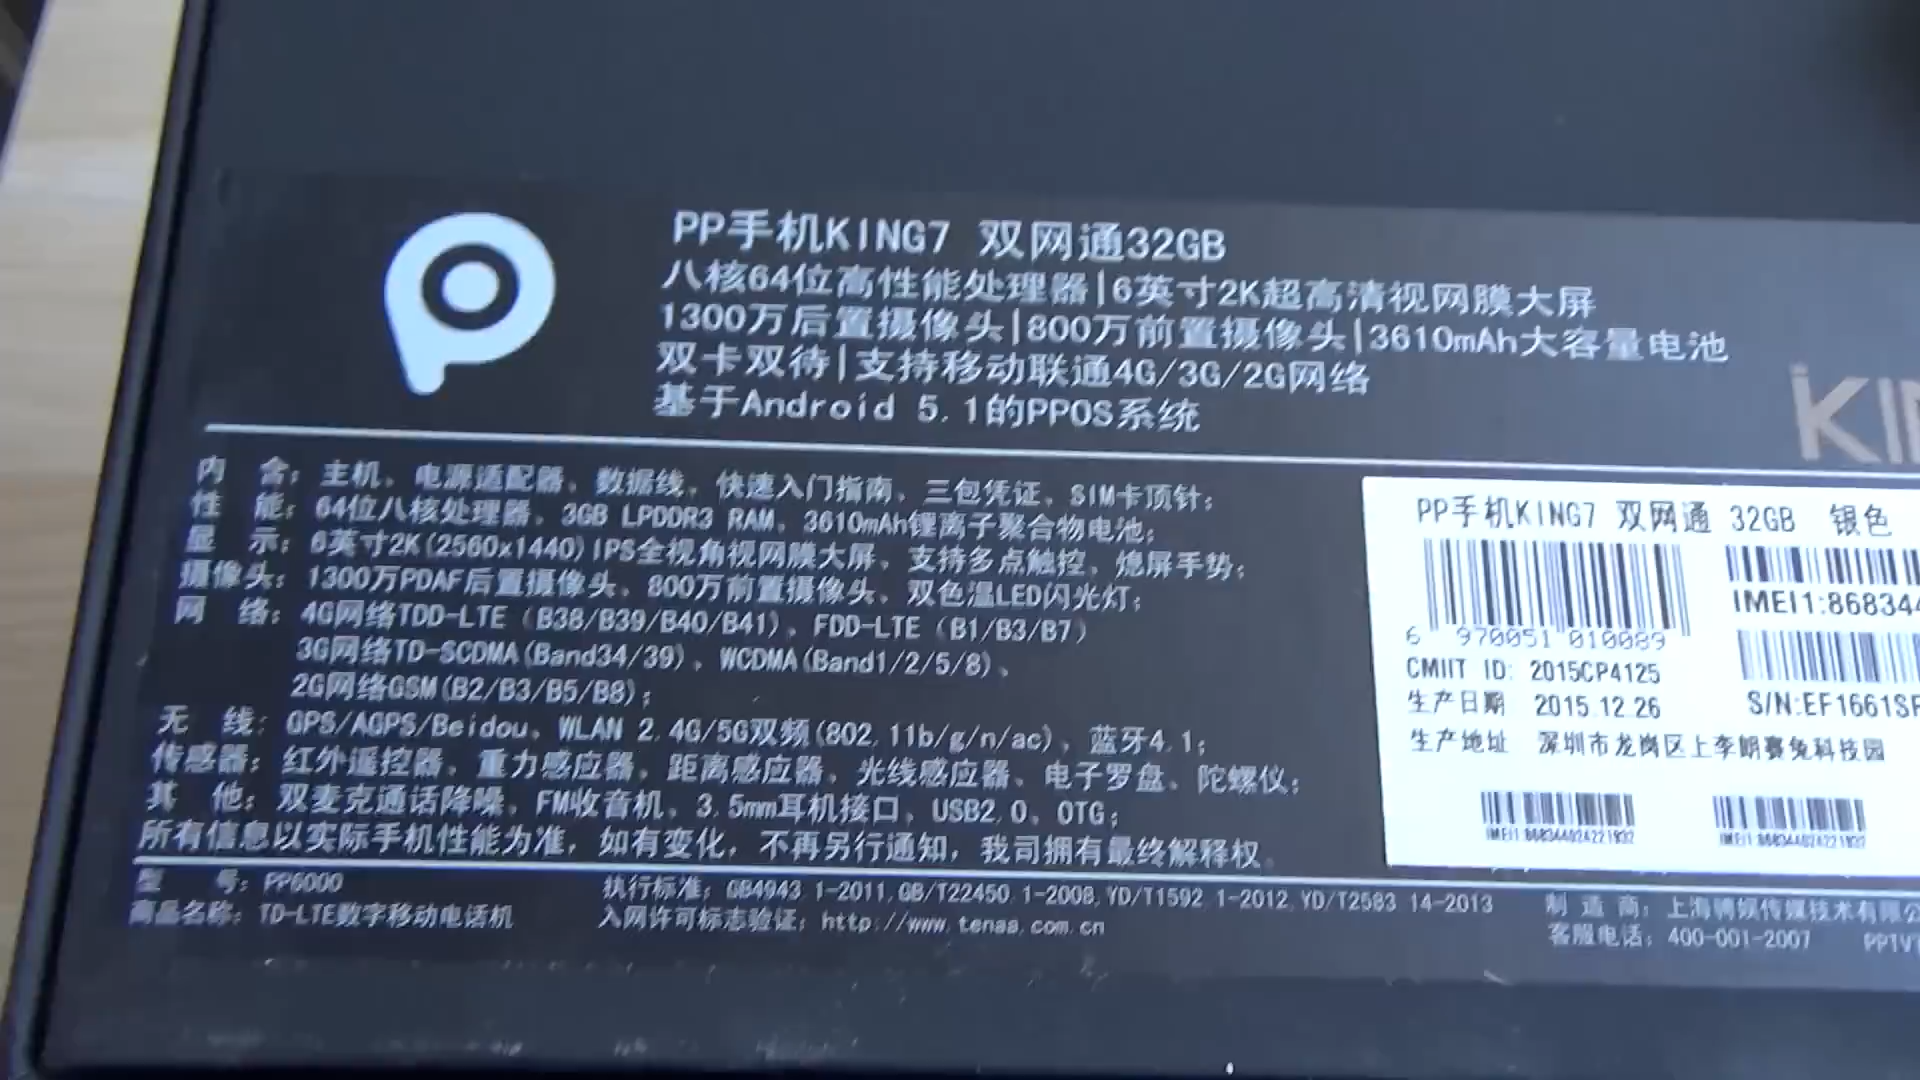 PP手机KING7 双网通32GB
八核64位高性能处理器|6英寸2K超高清视网膜大屏
1300万后置摄像头|800万前置摄像头|3610mAh大容量电池
双卡双待|支持移动联通4G/3G/2G网络
基于Android 5.1的PPOS系统
KIN
内 含：主机、电源适配器、数据线、快速入门指南、三包凭证、SIM卡顶针；
性 能：64位八核处理器、3GB LPDDR3 RAM、3610mAh锂离子聚合物电池；
显 示：6英寸2K(2560x1440)IPS全视角视网膜大屏、支持多点触控、熄屏手势；
摄像头：1300万PDAF后置摄像头、800万前置摄像头、双色温LED闪光灯；
网 络：4G网络TDD-LTE（B38/B39/B40/B41）、FDD-LTE（B1/B3/B7）
3G网络TD-SCDMA(Band34/39)、WCDMA(Band1/2/5/8)、
2G网络GSM(B2/B3/B5/B8)；
无 线：GPS/AGPS/Beidou、WLAN 2.4G/5G双频(802.11b/g/n/ac)、蓝牙4.1；
传感器：红外遥控器、重力感应器、距离感应器、光线感应器、电子罗盘、陀螺仪；
其 他：双麦克通话降噪、FM收音机、3.5mm耳机接口、USB2.0、OTG；
所有信息以实际手机性能为准，如有变化，不再另行通知，我司拥有最终解释权。
PP手机KING7 双网通 32GB 银色
6 970051 010089
IMEI1:868344
CMIIT ID: 2015CP4125
生产日期 2015.12.26
S/N:EF1661SF
生产地址 深圳市龙岗区上李朗赛兔科技园
IMEI1:868344024221932
IMEI1:868344024221932
型 号：PP6000
商品名称：TD-LTE数字移动电话机
执行标准：GB4943.1-2011,GB/T22450.1-2008,YD/T1592.1-2012,YD/T2583.14-2013
入网许可标志验证：http://www.tenaa.com.cn
制 造 商：上海骋娱传媒技术有限公
客服电话：400-001-2007 PPTV